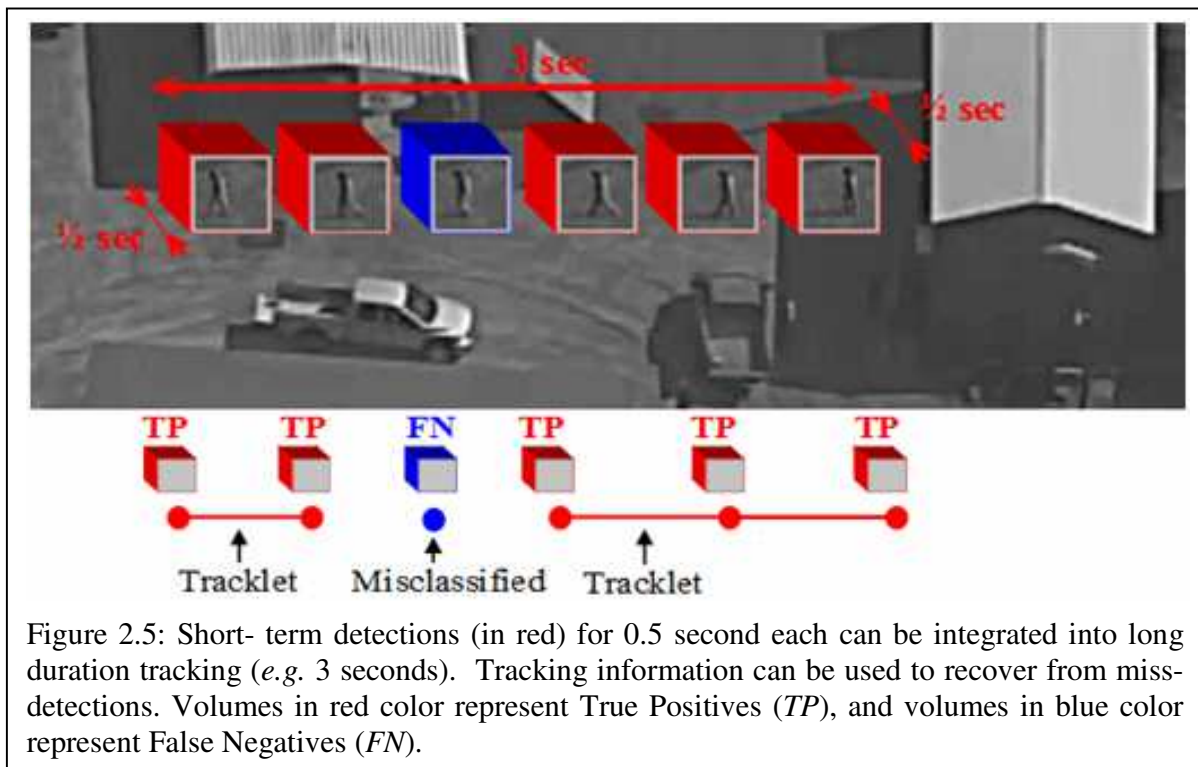 3 sec
½ sec
½ sec
TP TP FN TP TP TP
Tracklet Misclassified Tracklet
Figure 2.5: Short- term detections (in red) for 0.5 second each can be integrated into long
duration tracking (e.g. 3 seconds). Tracking information can be used to recover from miss-
detections. Volumes in red color represent True Positives (TP), and volumes in blue color
represent False Negatives (FN).